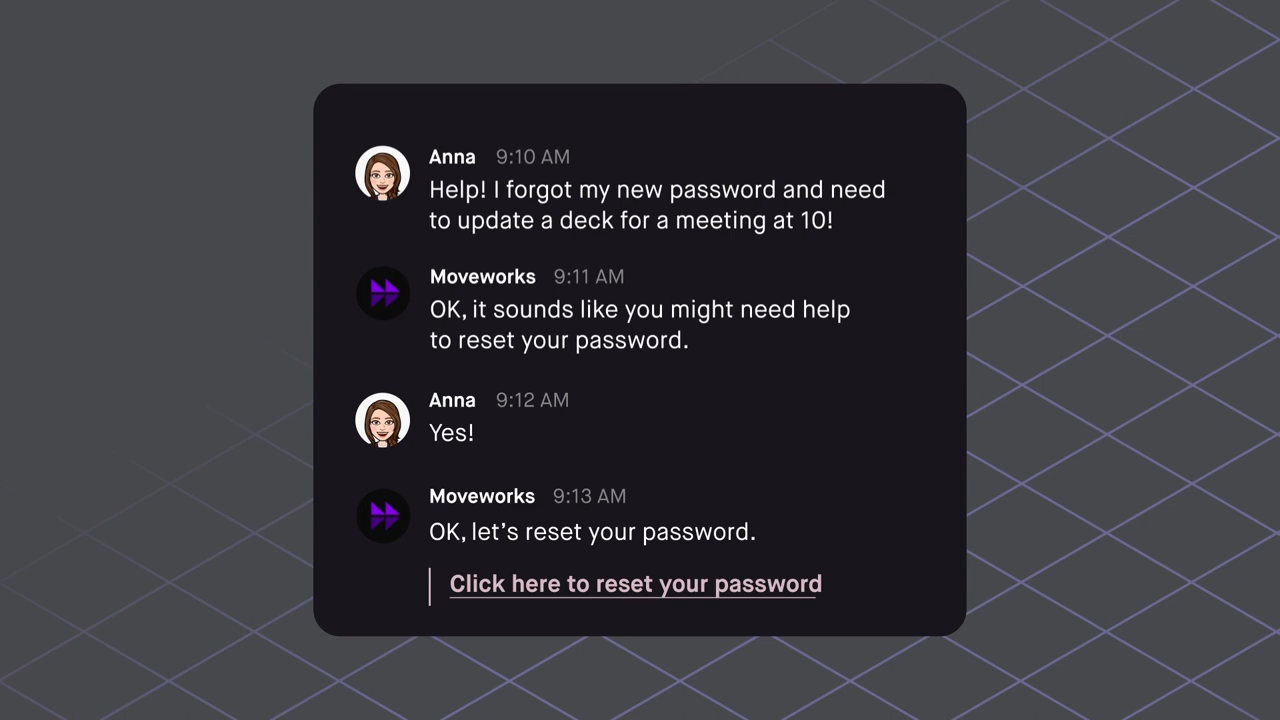 Anna 9:10 AM
Help! I forgot my new password and need
to update a deck for a meeting at 10!
Moveworks 9:11 AM
OK, it sounds like you might need help
to reset your password.
Anna 9:12 AM
Yes!
Moveworks 9:13 AM
OK, let’s reset your password.
Click here to reset your password